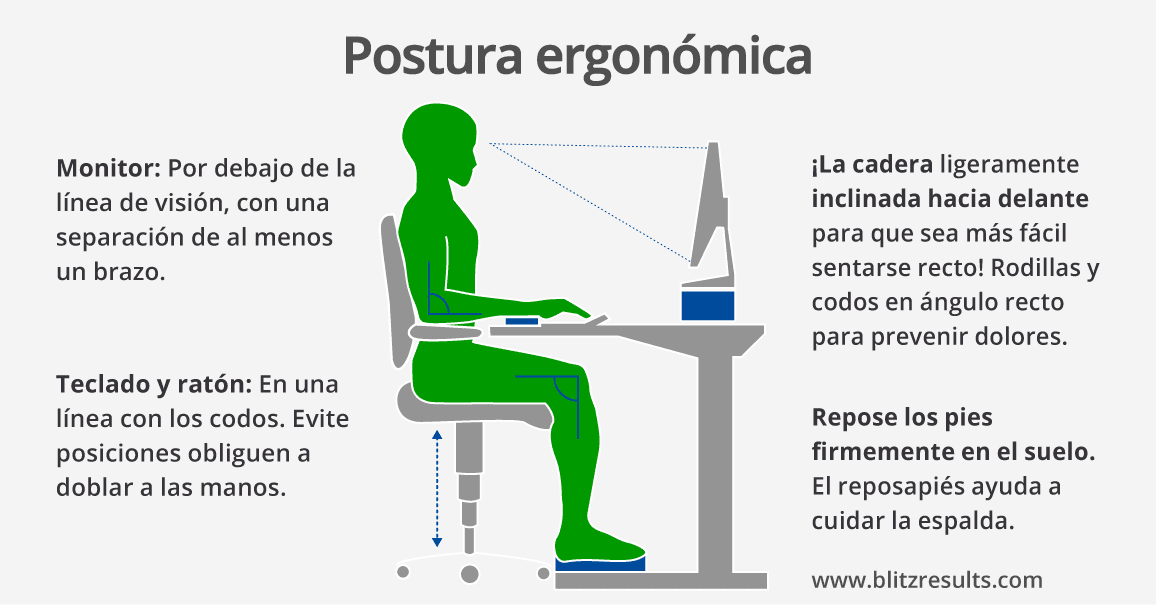 Postura ergonómica
Monitor: Por debajo de la
línea de visión, con una
separación de al menos
un brazo.
Teclado y ratón: En una
línea con los codos. Evite
posiciones obliguen a
doblar a las manos.
¡La cadera ligeramente
inclinada hacia delante
para que sea más fácil
sentarse recto! Rodillas y
codos en ángulo recto
para prevenir dolores.
Repose los pies
firmemente en el suelo.
El reposapiés ayuda a
cuidar la espalda.
www.blitzresults.com